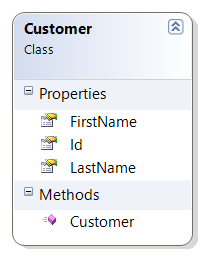 Customer
Class
Properties
FirstName
Id
LastName
Methods
Customer